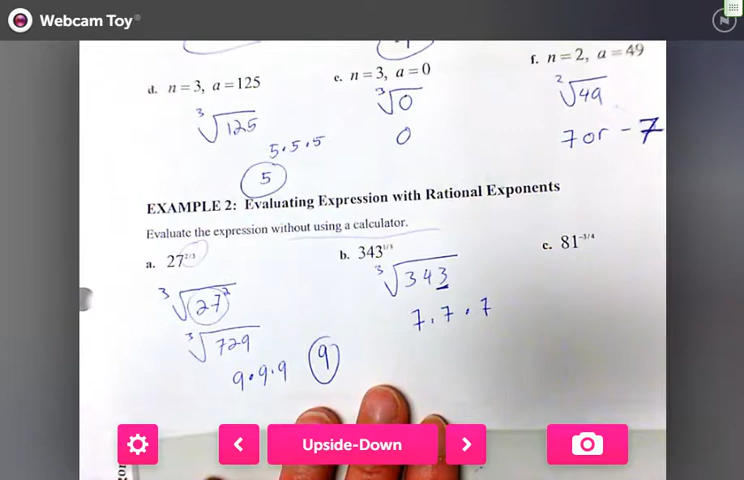 Webcam Toy
d. n = 3, a = 125
e. n = 3, a = 0
f. n = 2, a = 49
³√125
³√0
²√49
5·5·5
0
7 or -7
5
EXAMPLE 2: Evaluating Expression with Rational Exponents
Evaluate the expression without using a calculator.
a. 27^2/3
b. 343^1/3
c. 81^-3/4
³√27²
³√343
³√729
7·7·7
9·9·9
9
Upside-Down